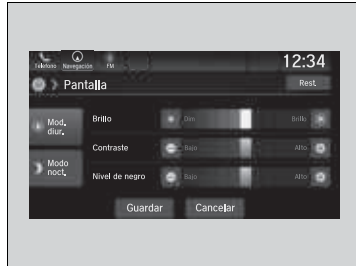 12:34
Teléfono Navegación FM
Pantalla Rest.
Mod. diur.
Brillo Dim Brillo
Contraste Bajo Alto
Modo noct.
Nivel de negro Bajo Alto
Guardar Cancelar